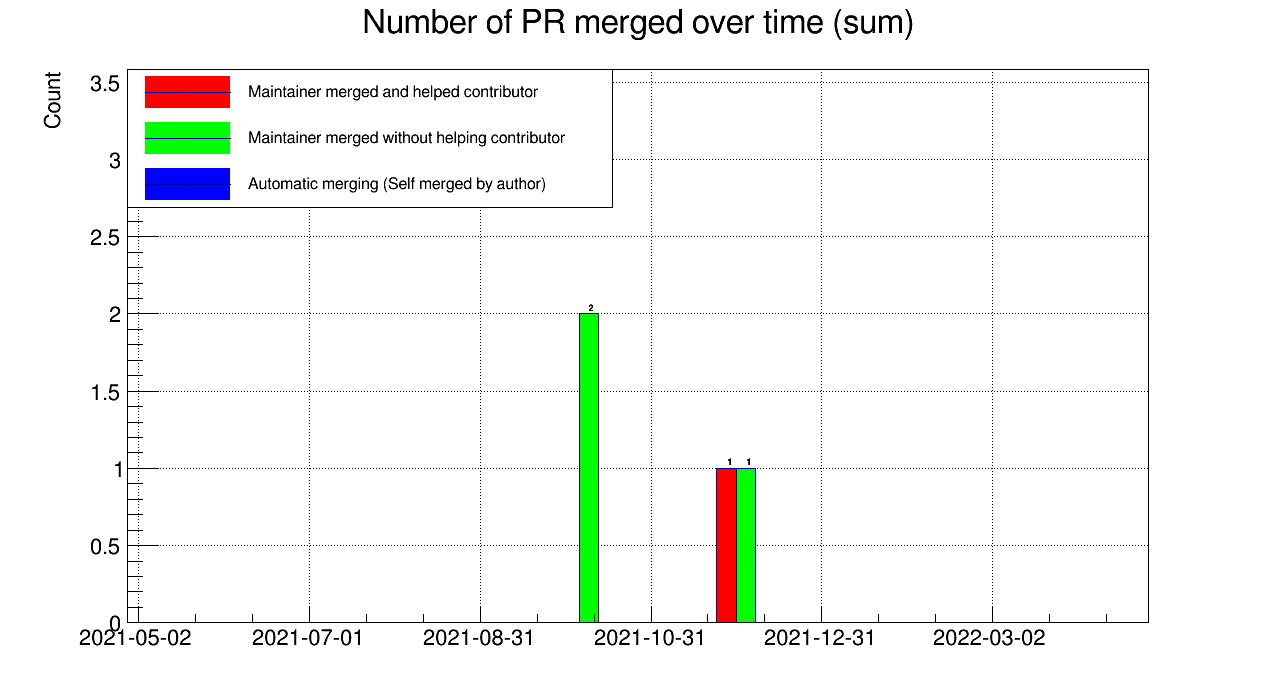 Number of PR merged over time (sum)
Count
Maintainer merged and helped contributor
Maintainer merged without helping contributor
Automatic merging (Self merged by author)
3.5
3
2.5
2
1.5
1
0.5
0
2
1 1
2021-05-02 2021-07-01 2021-08-31 2021-10-31 2021-12-31 2022-03-02